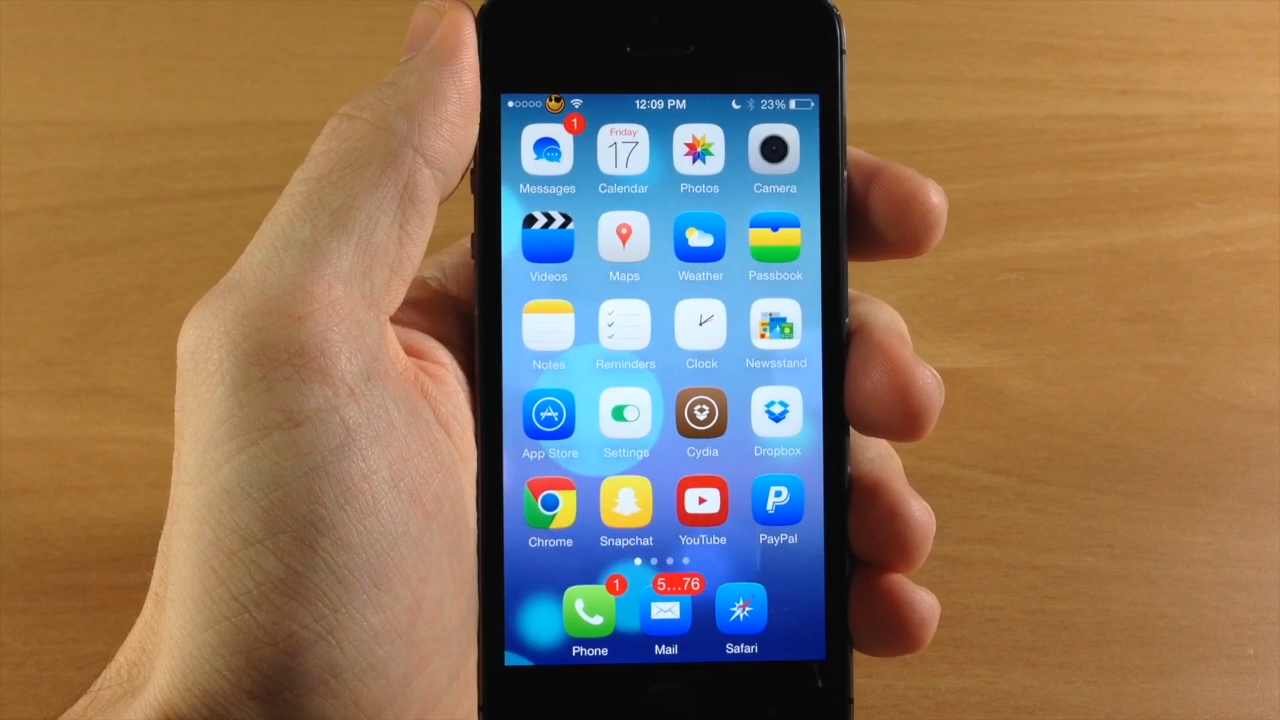 12:09 PM 23%
1
Friday
17
Messages Calendar Photos Camera
Videos Maps Weather Passbook
Notes Reminders Clock Newsstand
App Store Settings Cydia Dropbox
P
Chrome Snapchat YouTube PayPal
1 5...76
Phone Mail Safari